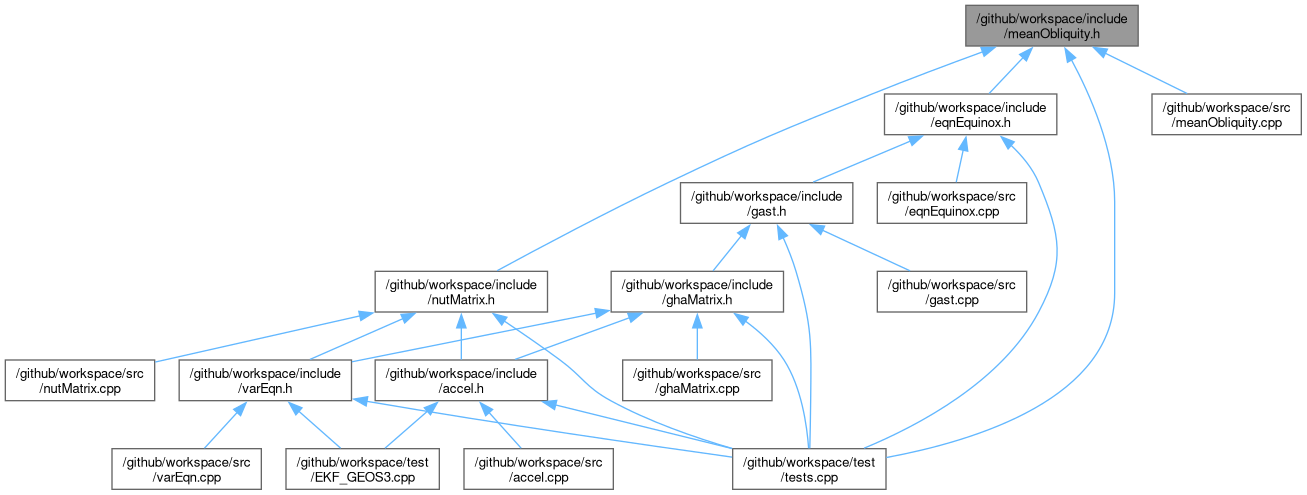 /github/workspace/include
/meanObliquity.h
/github/workspace/include
/eqnEquinox.h
/github/workspace/src
/meanObliquity.cpp
/github/workspace/include
/gast.h
/github/workspace/src
/eqnEquinox.cpp
/github/workspace/include
/nutMatrix.h
/github/workspace/include
/ghaMatrix.h
/github/workspace/src
/gast.cpp
/github/workspace/src
/nutMatrix.cpp
/github/workspace/include
/varEqn.h
/github/workspace/include
/accel.h
/github/workspace/src
/ghaMatrix.cpp
/github/workspace/src
/varEqn.cpp
/github/workspace/test
/EKF_GEOS3.cpp
/github/workspace/src
/accel.cpp
/github/workspace/test
/tests.cpp